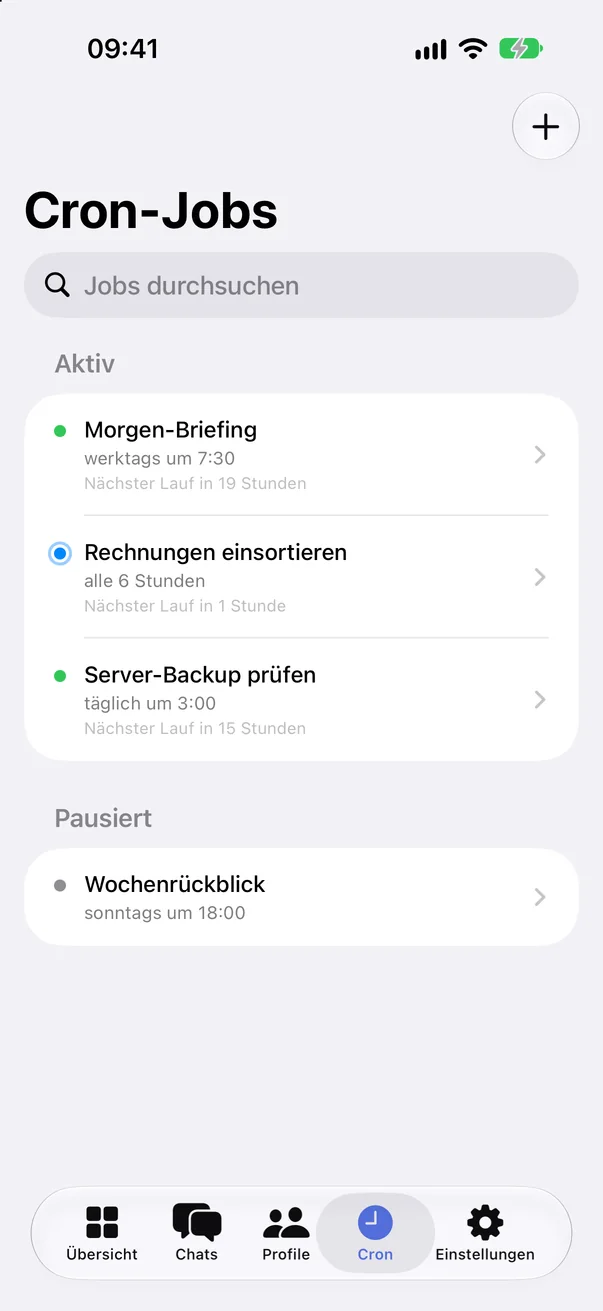 09:41
Cron-Jobs
Jobs durchsuchen
Aktiv
Morgen-Briefing
werktags um 7:30
Nächster Lauf in 19 Stunden
Rechnungen einsortieren
alle 6 Stunden
Nächster Lauf in 1 Stunde
Server-Backup prüfen
täglich um 3:00
Nächster Lauf in 15 Stunden
Pausiert
Wochenrückblick
sonntags um 18:00
Übersicht Chats Profile Cron Einstellungen